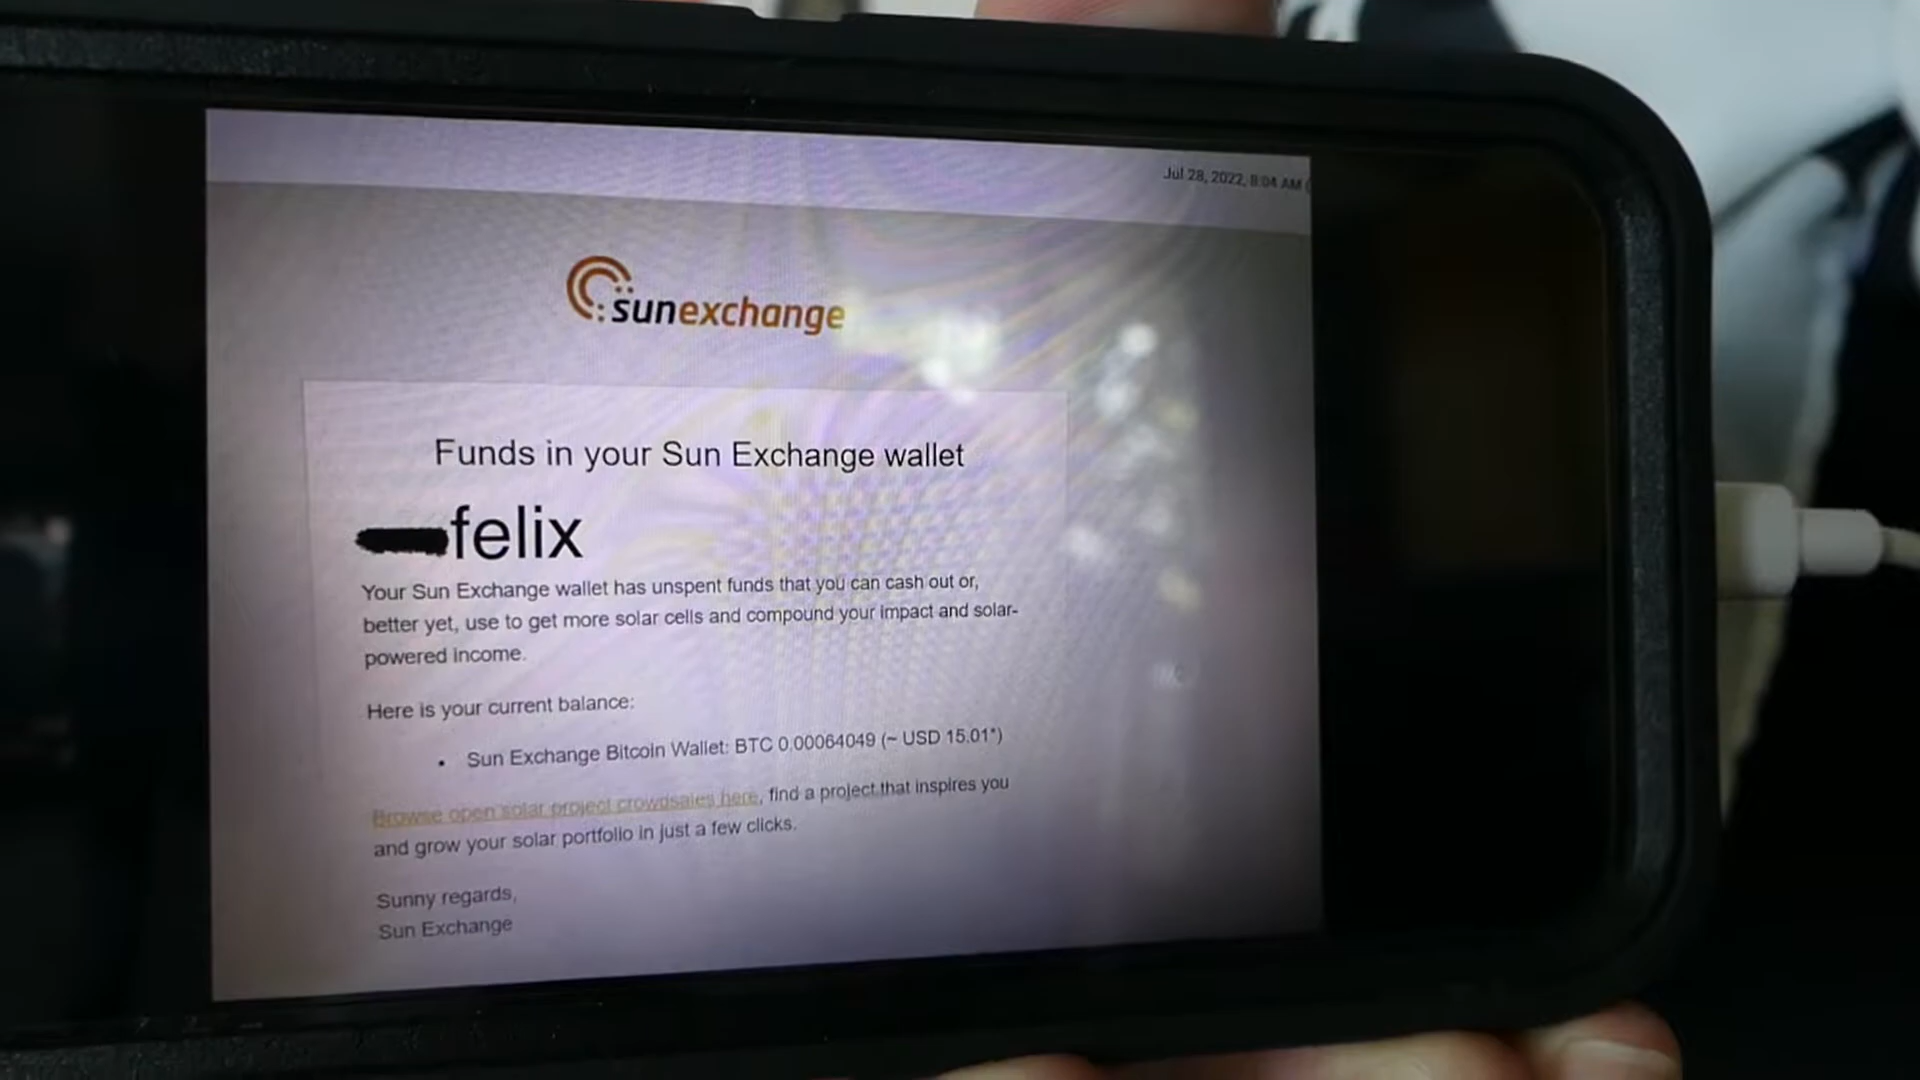 Jul 28, 2022, 8:04 AM (
sunexchange
Funds in your Sun Exchange wallet
felix
Your Sun Exchange wallet has unspent funds that you can cash out or,
better yet, use to get more solar cells and compound your impact and solar-
powered income.
Here is your current balance:
• Sun Exchange Bitcoin Wallet: BTC 0.00064049 (~ USD 15.01*)
Browse open solar project crowdsales here, find a project that inspires you
and grow your solar portfolio in just a few clicks.
Sunny regards,
Sun Exchange